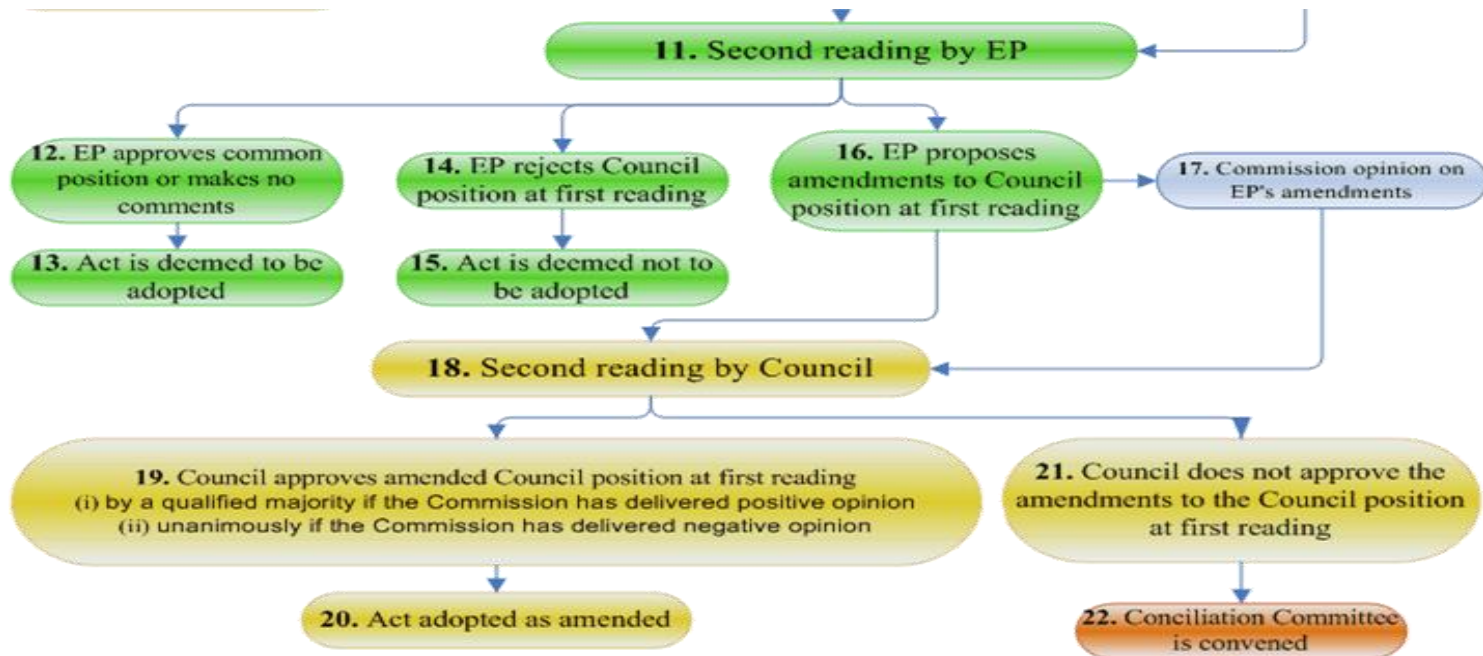 11. Second reading by EP
12. EP approves common
position or makes no
comments
14. EP rejects Council
position at first reading
16. EP proposes
amendments to Council
position at first reading
17. Commission opinion on
EP's amendments
13. Act is deemed to be
adopted
15. Act is deemed not to
be adopted
18. Second reading by Council
19. Council approves amended Council position at first reading
(i) by a qualified majority if the Commission has delivered positive opinion
(ii) unanimously if the Commission has delivered negative opinion
21. Council does not approve the
amendments to the Council position
at first reading
20. Act adopted as amended
22. Conciliation Committee
is convened